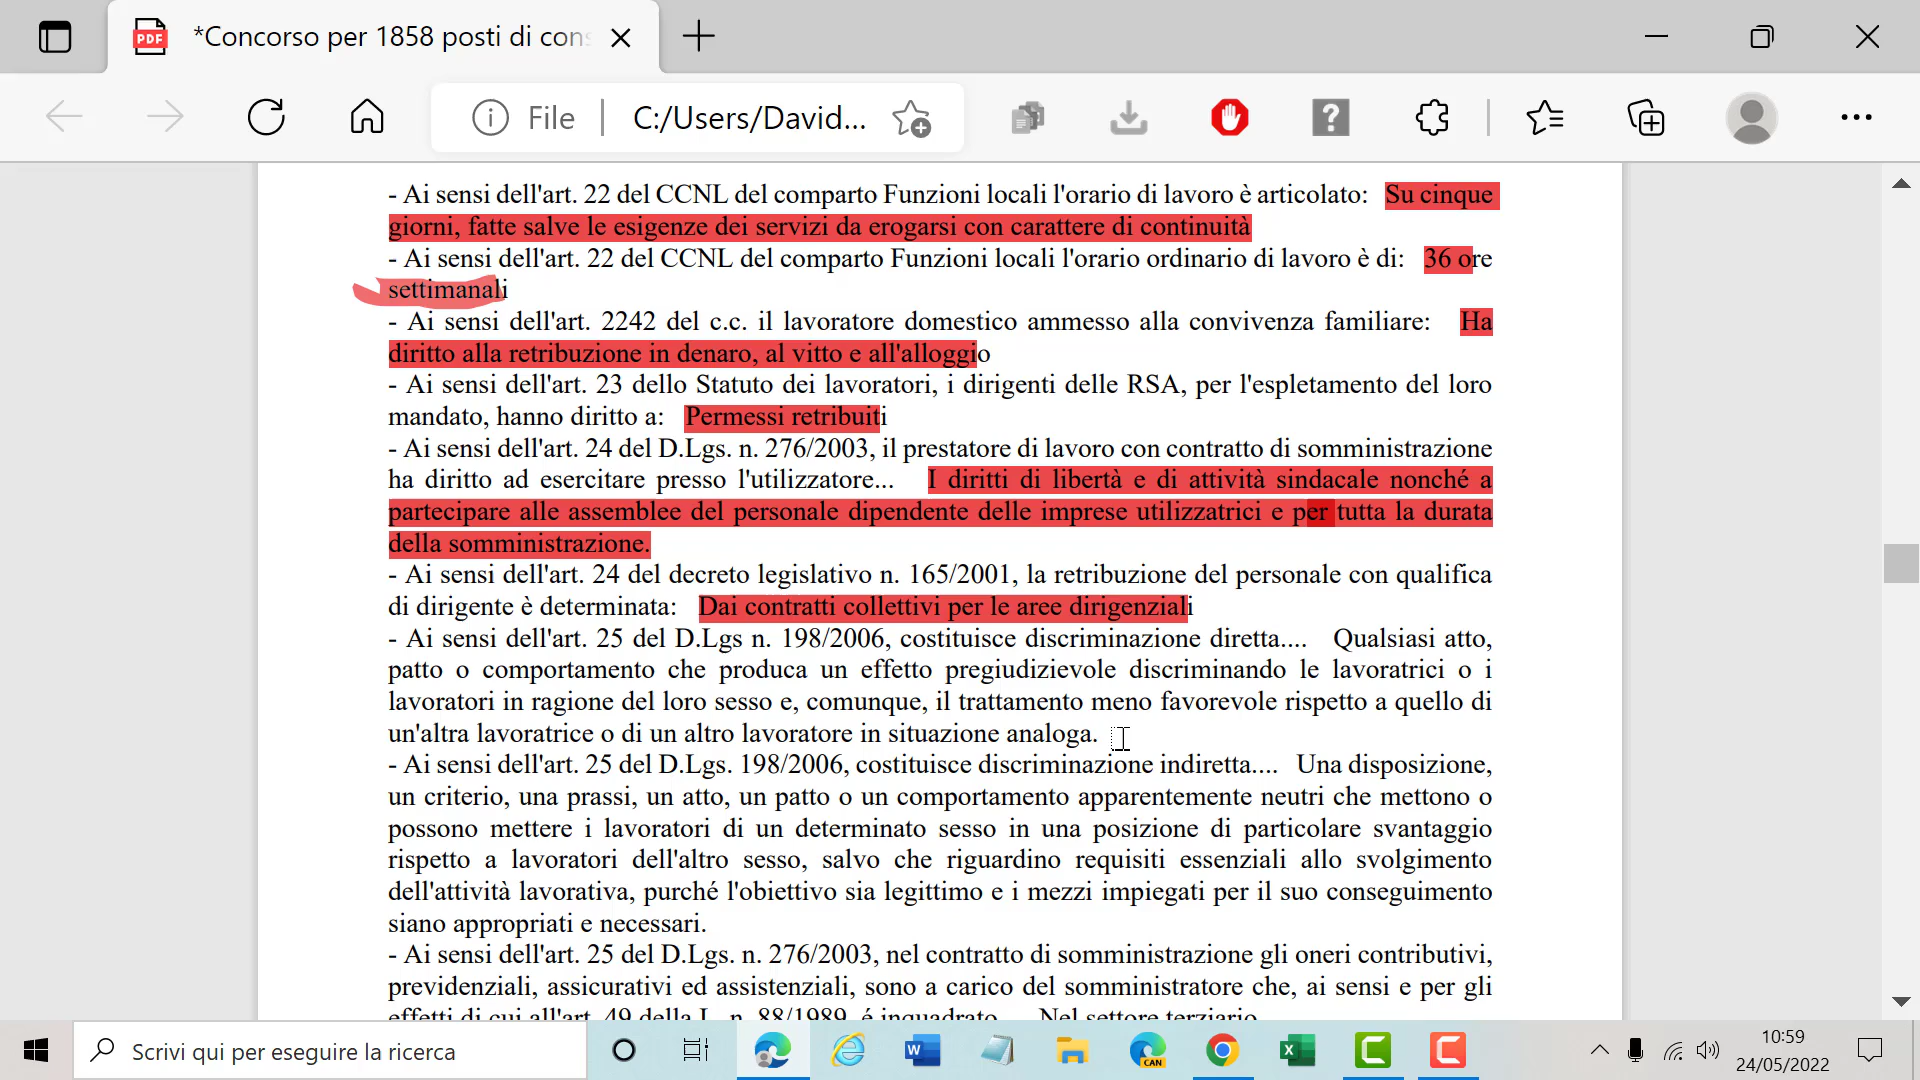 *Concorso per 1858 posti di cons
File
C:/Users/David...
- Ai sensi dell'art. 22 del CCNL del comparto Funzioni locali l'orario di lavoro è articolato: Su cinque
giorni, fatte salve le esigenze dei servizi da erogarsi con carattere di continuità
- Ai sensi dell'art. 22 del CCNL del comparto Funzioni locali l'orario ordinario di lavoro è di: 36 ore
settimanali
- Ai sensi dell'art. 2242 del c.c. il lavoratore domestico ammesso alla convivenza familiare: Ha
diritto alla retribuzione in denaro, al vitto e all'alloggio
- Ai sensi dell'art. 23 dello Statuto dei lavoratori, i dirigenti delle RSA, per l'espletamento del loro
mandato, hanno diritto a: Permessi retribuiti
- Ai sensi dell'art. 24 del D.Lgs. n. 276/2003, il prestatore di lavoro con contratto di somministrazione
ha diritto ad esercitare presso l'utilizzatore... I diritti di libertà e di attività sindacale nonché a
partecipare alle assemblee del personale dipendente delle imprese utilizzatrici e per tutta la durata
della somministrazione.
- Ai sensi dell'art. 24 del decreto legislativo n. 165/2001, la retribuzione del personale con qualifica
di dirigente è determinata: Dai contratti collettivi per le aree dirigenziali
- Ai sensi dell'art. 25 del D.Lgs n. 198/2006, costituisce discriminazione diretta.... Qualsiasi atto,
patto o comportamento che produca un effetto pregiudizievole discriminando le lavoratrici o i
lavoratori in ragione del loro sesso e, comunque, il trattamento meno favorevole rispetto a quello di
un'altra lavoratrice o di un altro lavoratore in situazione analoga.
- Ai sensi dell'art. 25 del D.Lgs. 198/2006, costituisce discriminazione indiretta.... Una disposizione,
un criterio, una prassi, un atto, un patto o un comportamento apparentemente neutri che mettono o
possono mettere i lavoratori di un determinato sesso in una posizione di particolare svantaggio
rispetto a lavoratori dell'altro sesso, salvo che riguardino requisiti essenziali allo svolgimento
dell'attività lavorativa, purché l'obiettivo sia legittimo e i mezzi impiegati per il suo conseguimento
siano appropriati e necessari.
- Ai sensi dell'art. 25 del D.Lgs. n. 276/2003, nel contratto di somministrazione gli oneri contributivi,
previdenziali, assicurativi ed assistenziali, sono a carico del somministratore che, ai sensi e per gli
effetti di cui all'art. 49 della L. n. 88/1989, é inquadrato.... Nel settore terziario
Scrivi qui per eseguire la ricerca
10:59
24/05/2022